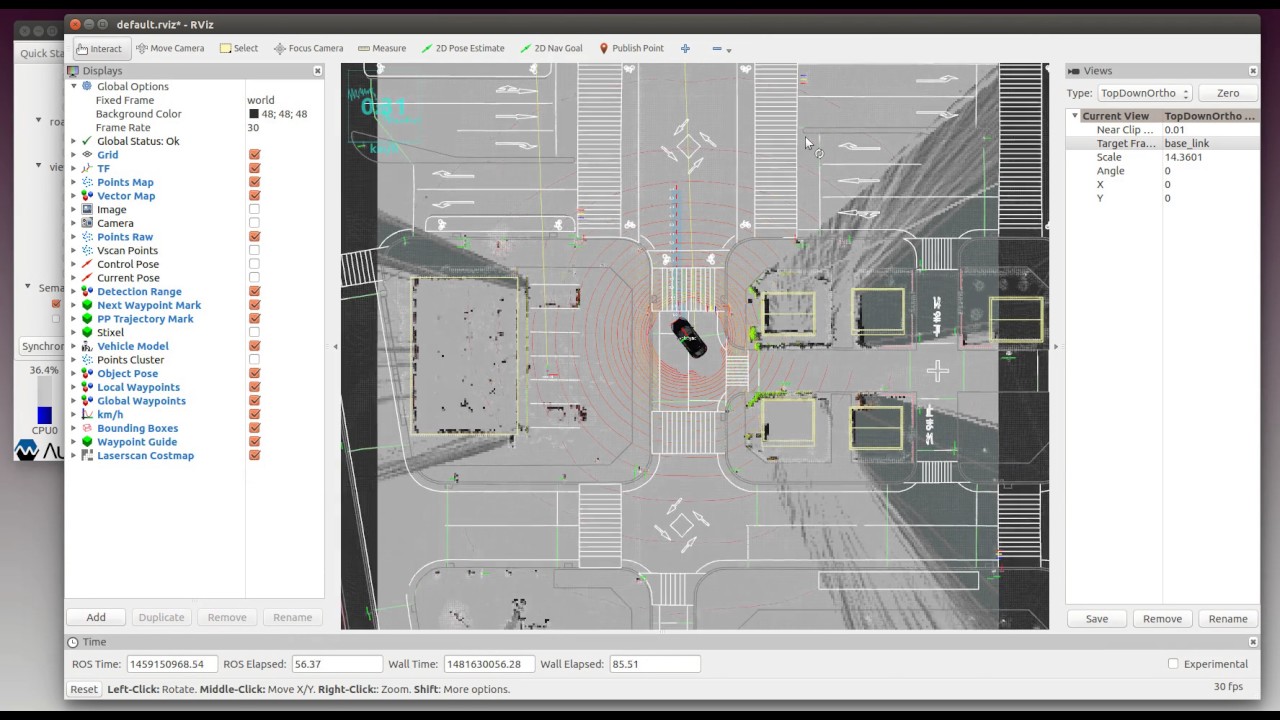 default.rviz* - RViz
Quick Sta
Interact Move Camera Select Focus Camera Measure 2D Pose Estimate 2D Nav Goal Publish Point
Displays
Global Options
Fixed Frame world
Background Color 48; 48; 48
Frame Rate 30
Global Status: Ok
Grid
TF
Points Map
Vector Map
Image
Camera
Points Raw
Vscan Points
Control Pose
Current Pose
Detection Range
Next Waypoint Mark
PP Trajectory Mark
Stixel
Vehicle Model
Points Cluster
Object Pose
Local Waypoints
Global Waypoints
km/h
Bounding Boxes
Waypoint Guide
Laserscan Costmap
Add Duplicate Remove Rename
roa
vie
Sema
Synchror
36.4%
CPU0
Au
km/h
Views
Type: TopDownOrtho Zero
Current View TopDownOrtho ...
Near Clip ... 0.01
Target Fra... base_link
Scale 14.3601
Angle 0
X 0
Y 0
Save Remove Rename
Time
ROS Time: 1459150968.54 ROS Elapsed: 56.37 Wall Time: 1481630056.28 Wall Elapsed: 85.51 Experimental
Reset Left-Click: Rotate. Middle-Click: Move X/Y. Right-Click:: Zoom. Shift: More options. 30 fps